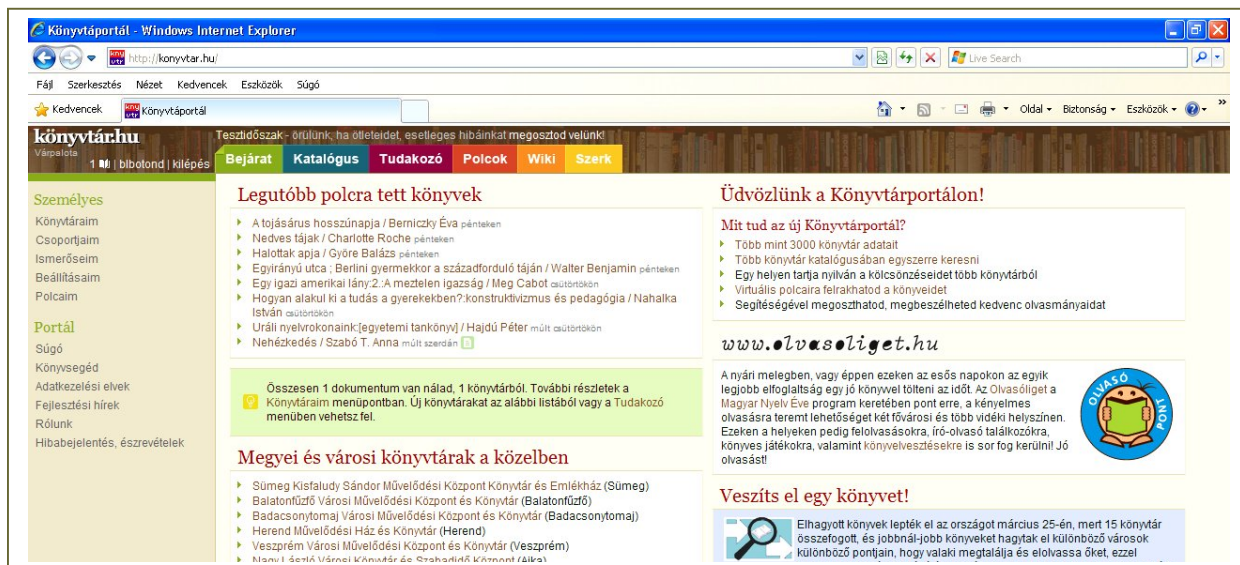 Könyvtáportál - Windows Internet Explorer
http://konyvtar.hu/
Live Search
Fájl Szerkesztés Nézet Kedvencek Eszközök Súgó
Kedvencek
kny vtr
Könyvtáportál
Oldal Biztonság Eszközök
könyvtár.hu
Várpalota
1 | blbotond | kilépés
Tesztidőszak - örülünk, ha ötleteidet, esetleges hibáinkat megosztod velünk!
Bejárat Katalógus Tudakozó Polcok Wiki Szerk
Személyes
Könyvtáraim
Csoportjaim
Ismerőseim
Beállításaim
Polcaim
Portál
Súgó
Könyvsegéd
Adatkezelési elvek
Fejlesztési hírek
Rólunk
Hibabejelentés, észrevételek
Legutóbb polcra tett könyvek
A tojásárus hosszúnapja / Berniczky Éva pénteken
Nedves tájak / Charlotte Roche pénteken
Halottak apja / Györe Balázs pénteken
Egyirányú utca ; Berlini gyermekkor a századforduló táján / Walter Benjamin pénteken
Egy igazi amerikai lány:2.:A meztelen igazság / Meg Cabot csütörtökön
Hogyan alakul ki a tudás a gyerekekben?:konstruktivizmus és pedagógia / Nahalka
István csütörtökön
Uráli nyelvrokonaink:[egyetemi tankönyv] / Hajdú Péter múlt csütörtökön
Nehézkedés / Szabó T. Anna múlt szerdán
Összesen 1 dokumentum van nálad, 1 könyvtárból. További részletek a
Könyvtáraim menüpontban. Új könyvtárakat az alábbi listából vagy a Tudakozó
menüben vehetsz fel.
Megyei és városi könyvtárak a közelben
Sümeg Kisfaludy Sándor Művelődési Központ Könyvtár és Emlékház (Sümeg)
Balatonfűzfő Városi Művelődési Központ és Könyvtár (Balatonfűzfő)
Badacsonytomaj Városi Művelődési Központ és Könyvtár (Badacsonytomaj)
Herend Művelődési Ház és Könyvtár (Herend)
Veszprém Városi Művelődési Központ és Könyvtár (Veszprém)
Nagy László Városi Könyvtár és Szabadidő Központ (Ajka)
Üdvözlünk a Könyvtárportálon!
Mit tud az új Könyvtárportál?
Több mint 3000 könyvtár adatait
Több könyvtár katalógusában egyszerre keresni
Egy helyen tartja nyilván a kölcsönzéseidet több könyvtárból
Virtuális polcaira felrakhatod a könyveidet
Segítéségével megoszthatod, megbeszélheted kedvenc olvasmányaidat
www.olvasoliget.hu
A nyári melegben, vagy éppen ezeken az esős napokon az egyik
legjobb elfoglaltság egy jó könyvvel tölteni az időt. Az Olvasóliget a
Magyar Nyelv Éve program keretében pont erre, a kényelmes
olvasásra teremt lehetőséget két fővárosi és több vidéki helyszínen.
Ezeken a helyeken pedig felolvasásokra, író-olvasó találkozókra,
könyves játékokra, valamint könyvelvesztésekre is sor fog kerülni! Jó
olvasást!
OLVASÓ PONT
Veszíts el egy könyvet!
Elhagyott könyvek lepték el az országot március 25-én, mert 15 könyvtár
összefogott, és jobbnál-jobb könyveket hagytak el különböző városok
különböző pontjain, hogy valaki megtalálja és elolvassa őket, ezzel